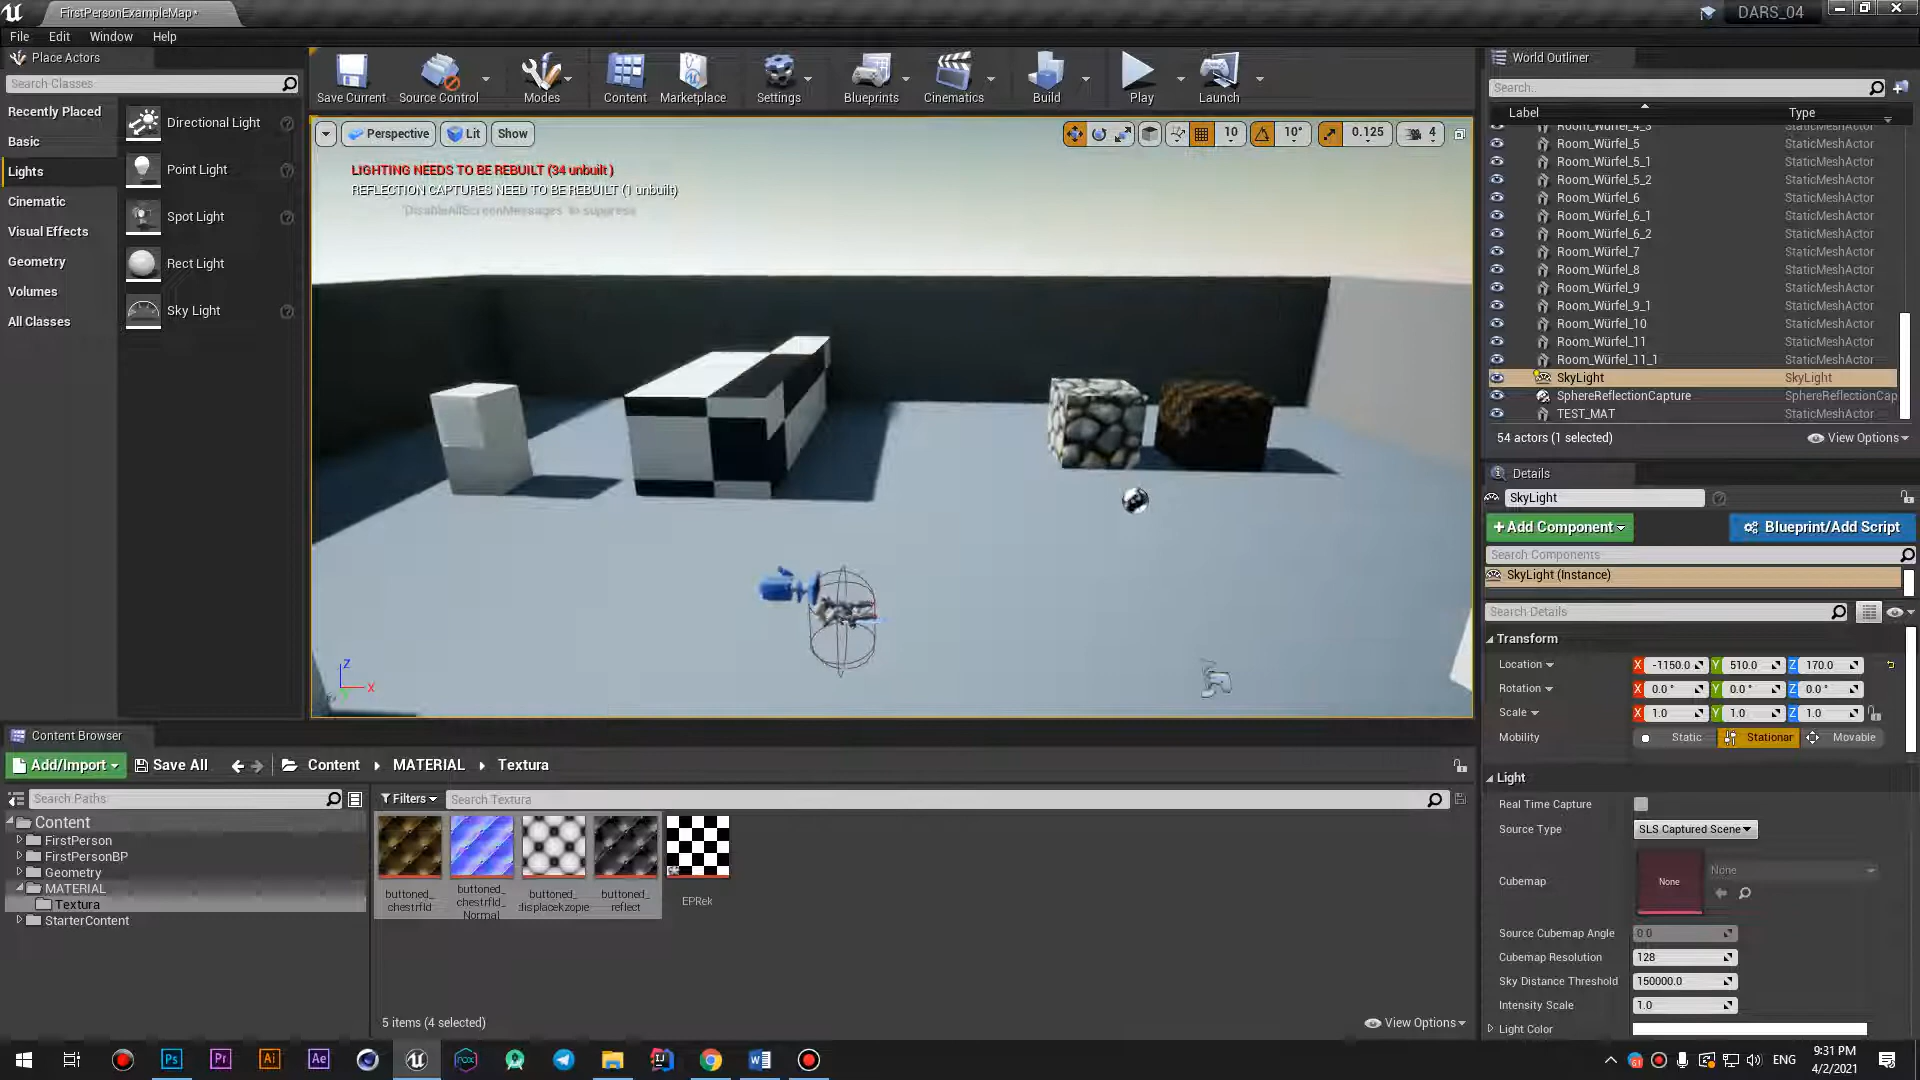 FirstPersonExampleMap*
DARS_04
File Edit Window Help
Place Actors
Search Classes
Recently Placed
Basic
Lights
Cinematic
Visual Effects
Geometry
Volumes
All Classes
Directional Light
Point Light
Spot Light
Rect Light
Sky Light
Save Current
Source Control
Modes
Content
Marketplace
Settings
Blueprints
Cinematics
Build
Play
Launch
Perspective Lit Show
10 10° 0.125 4
LIGHTING NEEDS TO BE REBUILT (34 unbuilt )
REFLECTION CAPTURES NEED TO BE REBUILT (1 unbuilt)
'DisableAllScreenMessages' to suppress
Z
X
World Outliner
Search..
Label Type
Room_Würfel_4_3 StaticMeshActor
Room_Würfel_5 StaticMeshActor
Room_Würfel_5_1 StaticMeshActor
Room_Würfel_5_2 StaticMeshActor
Room_Würfel_6 StaticMeshActor
Room_Würfel_6_1 StaticMeshActor
Room_Würfel_6_2 StaticMeshActor
Room_Würfel_7 StaticMeshActor
Room_Würfel_8 StaticMeshActor
Room_Würfel_9 StaticMeshActor
Room_Würfel_9_1 StaticMeshActor
Room_Würfel_10 StaticMeshActor
Room_Würfel_11 StaticMeshActor
Room_Würfel_11_1 StaticMeshActor
SkyLight SkyLight
SphereReflectionCapture SphereReflectionCap
TEST_MAT StaticMeshActor
54 actors (1 selected) View Options
Details
SkyLight
+Add Component Blueprint/Add Script
Search Components
SkyLight (Instance)
Search Details
Transform
Location X -1150.0 Y 510.0 Z 170.0
Rotation X 0.0 ° Y 0.0 ° Z 0.0 °
Scale X 1.0 Y 1.0 Z 1.0
Mobility Static Stationar Movable
Light
Real Time Capture
Source Type SLS Captured Scene
Cubemap None None
Source Cubemap Angle 0.0
Cubemap Resolution 128
Sky Distance Threshold 150000.0
Intensity Scale 1.0
Light Color
Content Browser
Add/Import Save All Content MATERIAL Textura
Search Paths
Filters Search Textura
Content
FirstPerson
FirstPersonBP
Geometry
MATERIAL
Textura
StarterContent
buttoned_
chestrfld
buttoned_
chestrfld_
Normal
buttoned_
displacekzopie
buttoned_
reflect
EPRek
5 items (4 selected) View Options
Ps Pr Ai Ae
ENG
9:31 PM
4/2/2021